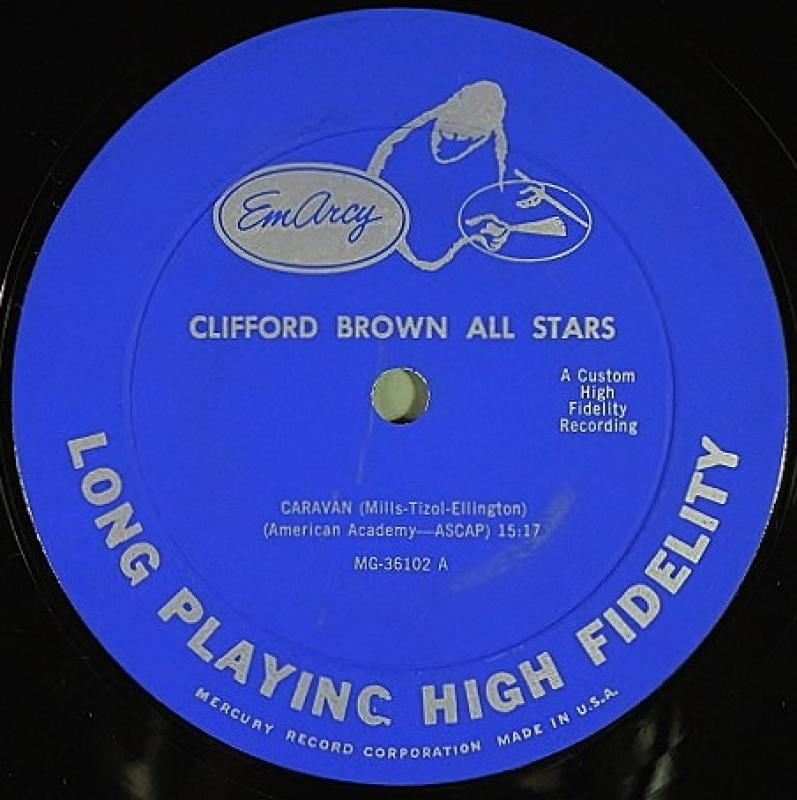 EmArcy
CLIFFORD BROWN ALL STARS
A Custom
High
Fidelity
Recording
CARAVAN (Mills-Tizol-Ellington)
(American Academy—ASCAP) 15:17
MG-36102 A
LONG PLAYING HIGH FIDELITY
MERCURY RECORD CORPORATION MADE IN U.S.A.